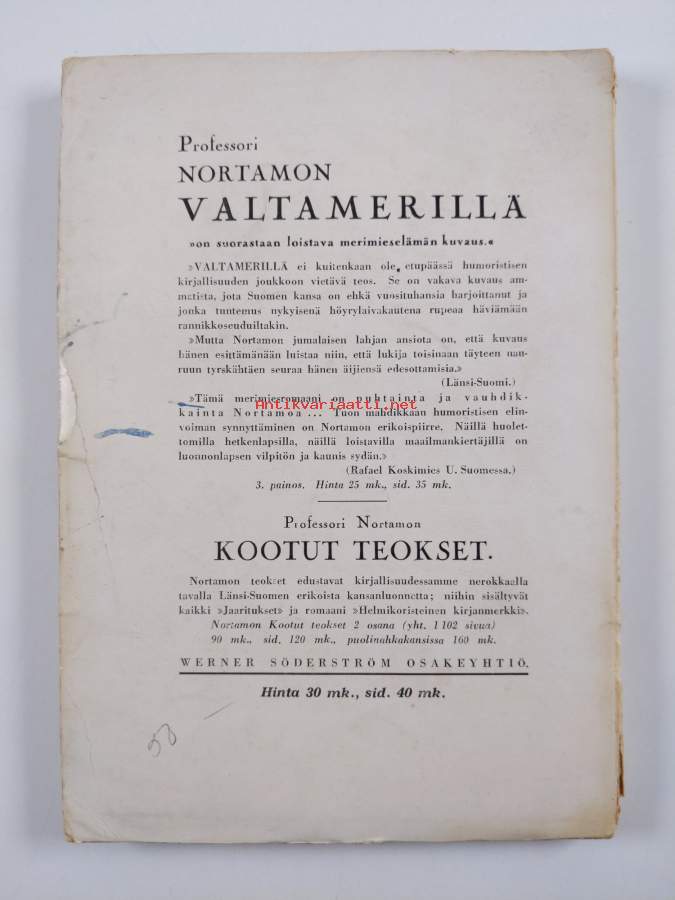 Professori
NORTAMON
VALTAMERILLÄ
»on suorastaan loistava merimieselämän kuvaus.«
»VALTAMERILLÄ ei kuitenkaan ole etupäässä humoristisen
kirjallisuuden joukkoon vietävä teos. Se on vakava kuvaus am-
matista, jota Suomen kansa on ehkä vuosituhansia harjoittanut ja
jonka tuntemus nykyisenä höyrylaivakautena rupeaa häviämään
rannikkoseuduiltakin.
»Mutta Nortamon jumalaisen lahjan ansiota on, että kuvaus
hänen esittämänään luistaa niin, että lukija toisinaan täyteen nau-
ruun tyrskähtäen seuraa hänen äijiensä edesottamisia.»
(Länsi-Suomi.)
»Tämä merimiesromaani on puhtainta ja vauhdik-
kainta Nortamoa ... Tuon mahdikkaan humoristisen elin-
voiman synnyttäminen on Nortamon erikoispiirre. Näillä huolet-
tomilla hetkenlapsilla, näillä loistavilla maailmankiertäjillä on
luonnonlapsen vilpitön ja kaunis sydän.»
(Rafael Koskimies U. Suomessa.)
3. painos. Hinta 25 mk., sid. 35 mk.
Professori Nortamon
KOOTUT TEOKSET.
Nortamon teokset edustavat kirjallisuudessamme nerokkaalla
tavalla Länsi-Suomen erikoista kansanluonnetta; niihin sisältyvät
kaikki »Jaaritukset» ja romaani »Helmikoristeinen kirjanmerkki».
Nortamon Kootut teokset 2 osana (yht. 1102 sivua)
90 mk., sid. 120 mk., puolinahkakansissa 160 mk.
WERNER SÖDERSTRÖM OSAKEYHTIÖ.
Hinta 30 mk., sid. 40 mk.
Antikvariaatti.net